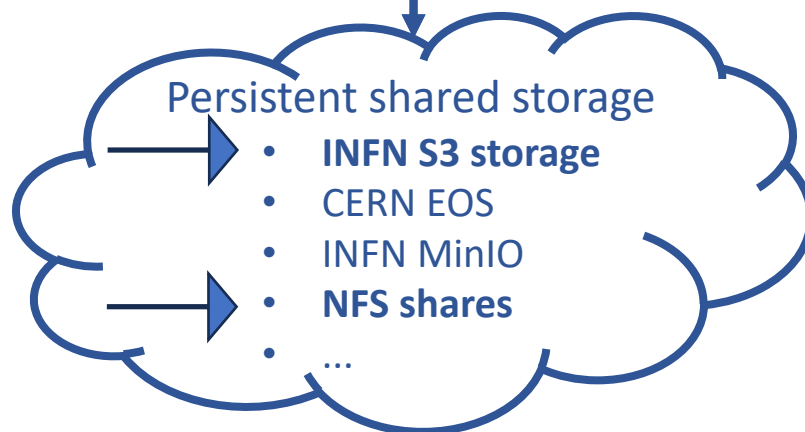 Persistent shared storage
• INFN S3 storage
• CERN EOS
• INFN MinIO
• NFS shares
• ...